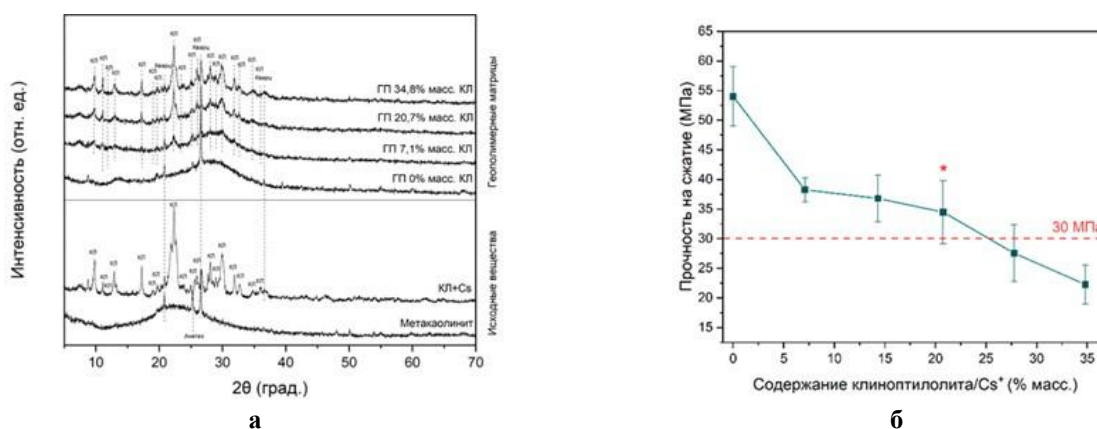 Интенсивность (отн. ед.)
КЛ
Кварц
ГП 34,8% масс. КЛ
ГП 20,7% масс. КЛ
ГП 7,1% масс. КЛ
ГП 0% масс. КЛ
Геополимерные матрицы
КЛ
КЛ+Cs
Метакаолинит
Анатаз
Исходные вещества
10 20 30 40 50 60 70
2θ (град.)
а
Прочность на сжатие (МПа)
65
60
55
50
45
40
35
30
25
20
15
*
30 МПа
0 5 10 15 20 25 30 35
Содержание клиноптилолита/Cs⁺ (% масс.)
б